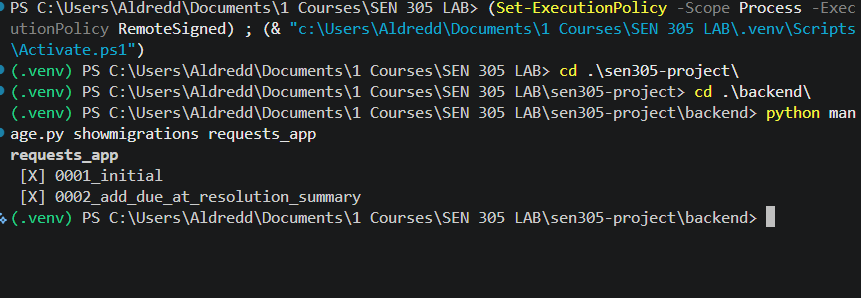 PS C:\Users\Aldredd\Documents\1 Courses\SEN 305 LAB> (Set-ExecutionPolicy -Scope Process -Exec
utionPolicy RemoteSigned) ; (& "c:\Users\Aldredd\Documents\1 Courses\SEN 305 LAB\.venv\Scripts
\Activate.ps1")
(.venv) PS C:\Users\Aldredd\Documents\1 Courses\SEN 305 LAB> cd .\sen305-project\
(.venv) PS C:\Users\Aldredd\Documents\1 Courses\SEN 305 LAB\sen305-project> cd .\backend\
(.venv) PS C:\Users\Aldredd\Documents\1 Courses\SEN 305 LAB\sen305-project\backend> python man
age.py showmigrations requests_app
requests_app
 [X] 0001_initial
 [X] 0002_add_due_at_resolution_summary
(.venv) PS C:\Users\Aldredd\Documents\1 Courses\SEN 305 LAB\sen305-project\backend>